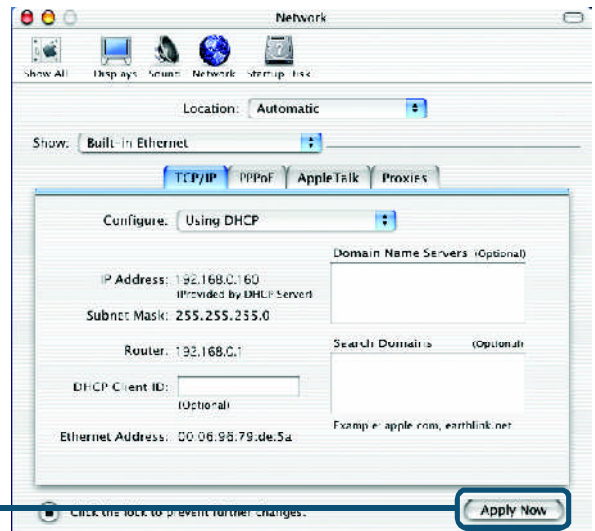 Network
Show All Displays Sound Network Startup Disk
Location: Automatic
Show: Built-in Ethernet
TCP/IP PPPoE AppleTalk Proxies
Configure: Using DHCP
Domain Name Servers (Optional)
IP Address: 192.168.0.160
(Provided by DHCP Server)
Subnet Mask: 255.255.255.0
Router: 192.168.0.1
Search Domains (Optional)
DHCP Client ID:
(Optional)
Example: apple.com, earthlink.net
Ethernet Address: 00.06.96.79.de.5a
Click the lock to prevent further changes.
Apply Now